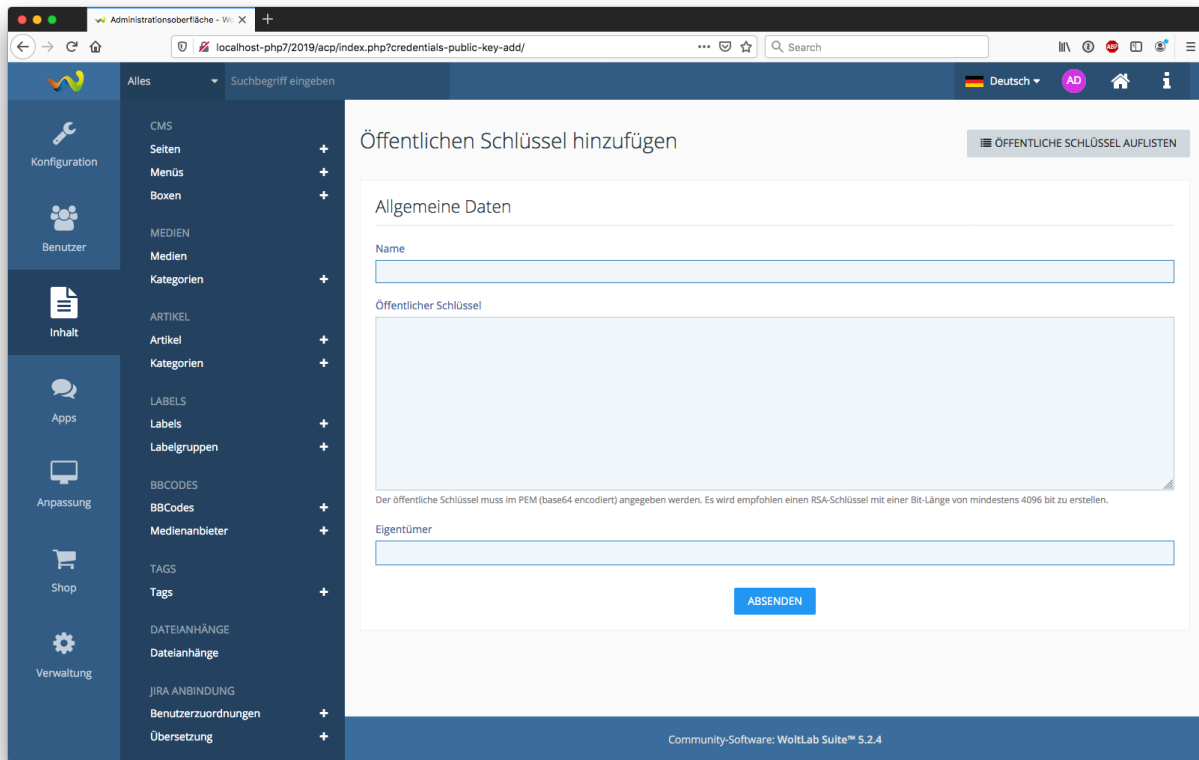 Administrationsoberfläche - Wo
localhost-php7/2019/acp/index.php?credentials-public-key-add/
Search
ABP
Alles
Suchbegriff eingeben
Deutsch
AD
Konfiguration
Benutzer
Inhalt
Apps
Anpassung
Shop
Verwaltung
CMS
Seiten
Menüs
Boxen
MEDIEN
Medien
Kategorien
ARTIKEL
Artikel
Kategorien
LABELS
Labels
Labelgruppen
BBCODES
BBCodes
Medienanbieter
TAGS
Tags
DATEIANHÄNGE
Dateianhänge
JIRA ANBINDUNG
Benutzerzuordnungen
Übersetzung
Öffentlichen Schlüssel hinzufügen
ÖFFENTLICHE SCHLÜSSEL AUFLISTEN
Allgemeine Daten
Name
Öffentlicher Schlüssel
Der öffentliche Schlüssel muss im PEM (base64 encodiert) angegeben werden. Es wird empfohlen einen RSA-Schlüssel mit einer Bit-Länge von mindestens 4096 bit zu erstellen.
Eigentümer
ABSENDEN
Community-Software: WoltLab Suite™ 5.2.4